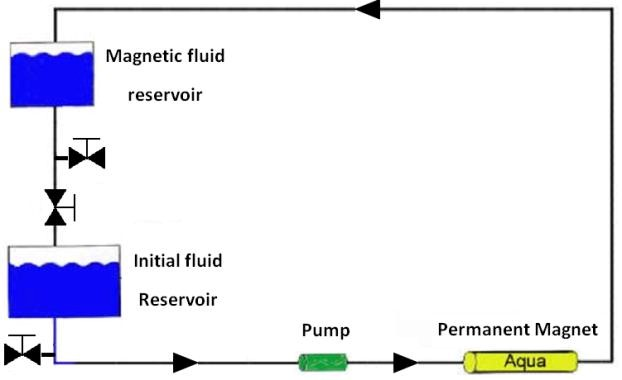 Magnetic fluid
reservoir
Initial fluid
Reservoir
Pump
Permanent Magnet
Aqua